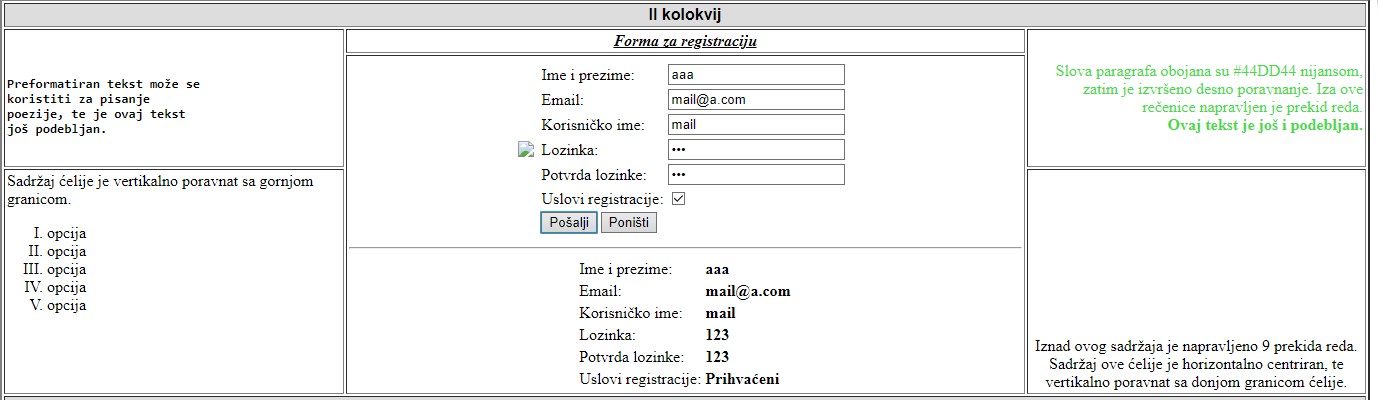 II kolokvij
Preformatiran tekst može se
koristiti za pisanje
poezije, te je ovaj tekst
još podebljan.
Sadržaj ćelije je vertikalno poravnat sa gornjom
granicom.
I. opcija
II. opcija
III. opcija
IV. opcija
V. opcija
Forma za registraciju
Ime i prezime: aaa
Email: mail@a.com
Korisničko ime: mail
Lozinka: •••
Potvrda lozinke: •••
Uslovi registracije:
Pošalji Poništi
Ime i prezime: aaa
Email: mail@a.com
Korisničko ime: mail
Lozinka: 123
Potvrda lozinke: 123
Uslovi registracije: Prihvaćeni
Slova paragrafa obojana su #44DD44 nijansom,
zatim je izvršeno desno poravnanje. Iza ove
rečenice napravljen je prekid reda.
Ovaj tekst je još i podebljan.
Iznad ovog sadržaja je napravljeno 9 prekida reda.
Sadržaj ove ćelije je horizontalno centriran, te
vertikalno poravnat sa donjom granicom ćelije.